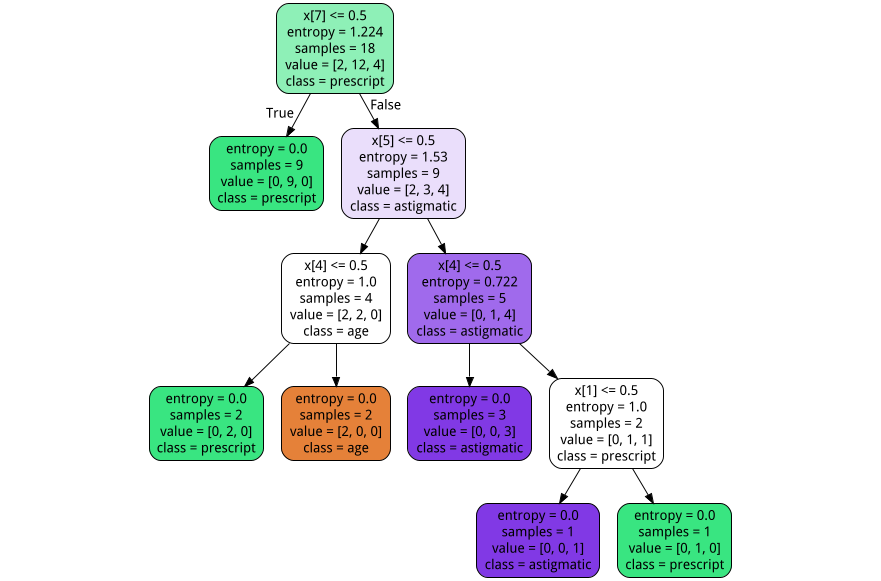 x[7] <= 0.5
entropy = 1.224
samples = 18
value = [2, 12, 4]
class = prescript
True
False
entropy = 0.0
samples = 9
value = [0, 9, 0]
class = prescript
x[5] <= 0.5
entropy = 1.53
samples = 9
value = [2, 3, 4]
class = astigmatic
x[4] <= 0.5
entropy = 1.0
samples = 4
value = [2, 2, 0]
class = age
x[4] <= 0.5
entropy = 0.722
samples = 5
value = [0, 1, 4]
class = astigmatic
entropy = 0.0
samples = 2
value = [0, 2, 0]
class = prescript
entropy = 0.0
samples = 2
value = [2, 0, 0]
class = age
entropy = 0.0
samples = 3
value = [0, 0, 3]
class = astigmatic
x[1] <= 0.5
entropy = 1.0
samples = 2
value = [0, 1, 1]
class = prescript
entropy = 0.0
samples = 1
value = [0, 0, 1]
class = astigmatic
entropy = 0.0
samples = 1
value = [0, 1, 0]
class = prescript